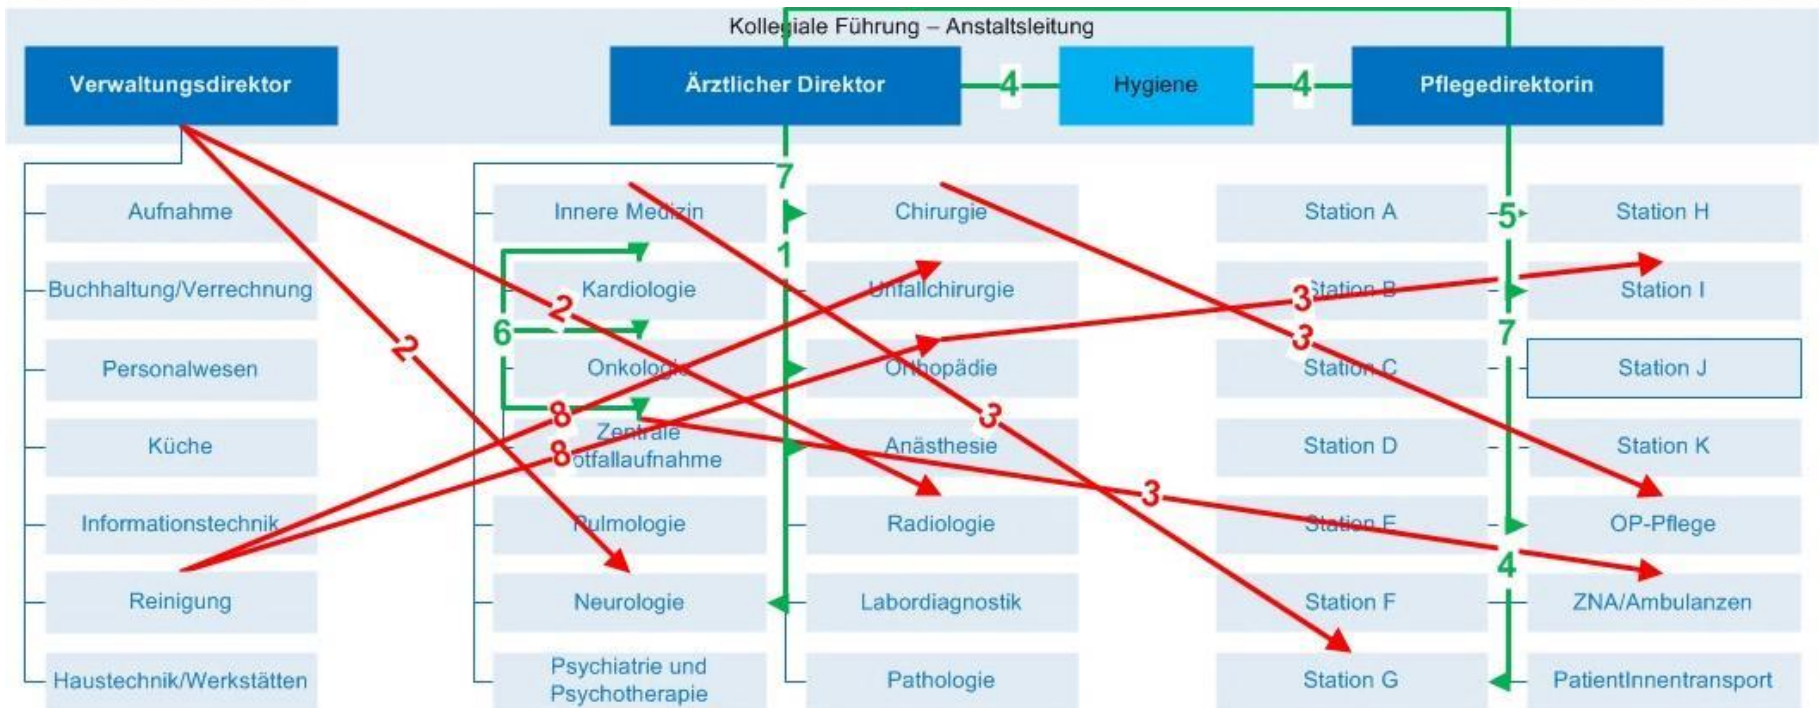 Kollegiale Führung – Anstaltsleitung
Verwaltungsdirektor
Ärztlicher Direktor
4
Hygiene
4
Pflegedirektorin
7
Aufnahme
Innere Medizin
Chirurgie
Station A
5
Station H
1
Buchhaltung/Verrechnung
Kardiologie
2
Unfallchirurgie
Station B
3
Station I
6
2
7
3
Personalwesen
Onkologie
Orthopädie
Station C
Station J
8
3
Küche
Zentrale
Notfallaufnahme
8
Anästhesie
Station D
Station K
3
Informationstechnik
Pulmologie
Radiologie
Station E
OP-Pflege
4
Reinigung
Neurologie
Labordiagnostik
Station F
ZNA/Ambulanzen
Haustechnik/Werkstätten
Psychiatrie und
Psychotherapie
Pathologie
Station G
PatientInnentransport